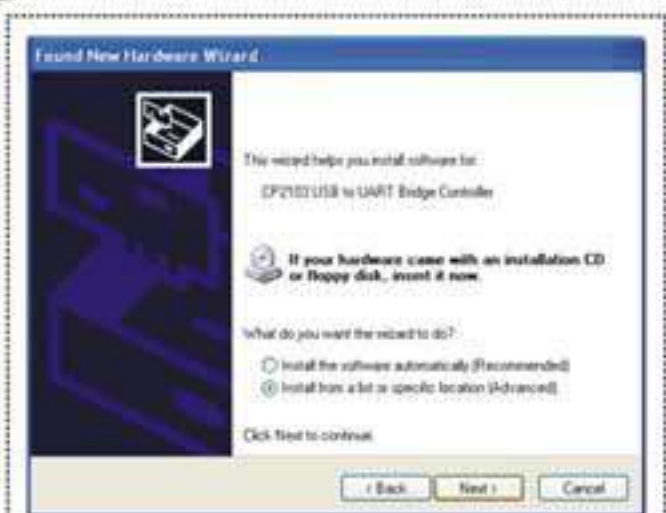 Found New Hardware Wizard
This wizard helps you install software for:
CP2103 USB to UART Bridge Controller
If your hardware came with an installation CD
or floppy disk, insert it now.
What do you want the wizard to do?
Install the software automatically (Recommended)
Install from a list or specific location (Advanced)
Click Next to continue.
< Back
Next >
Cancel